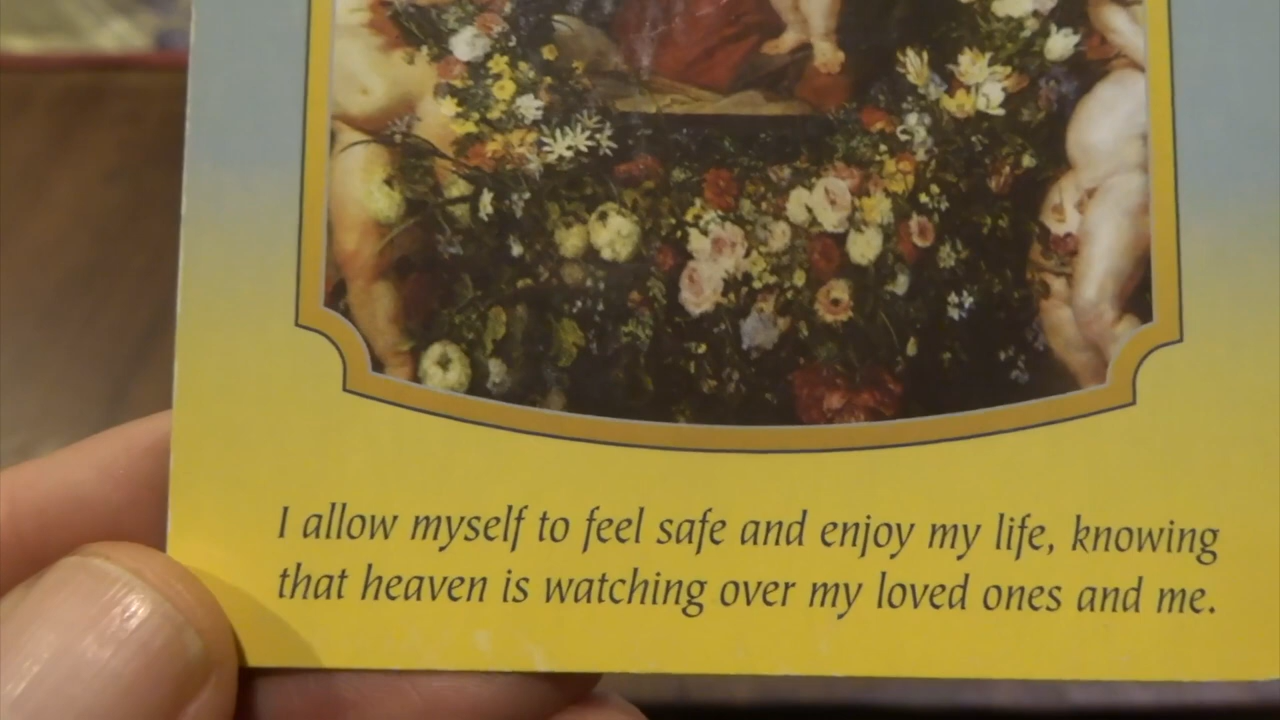 I allow myself to feel safe and enjoy my life, knowing
that heaven is watching over my loved ones and me.